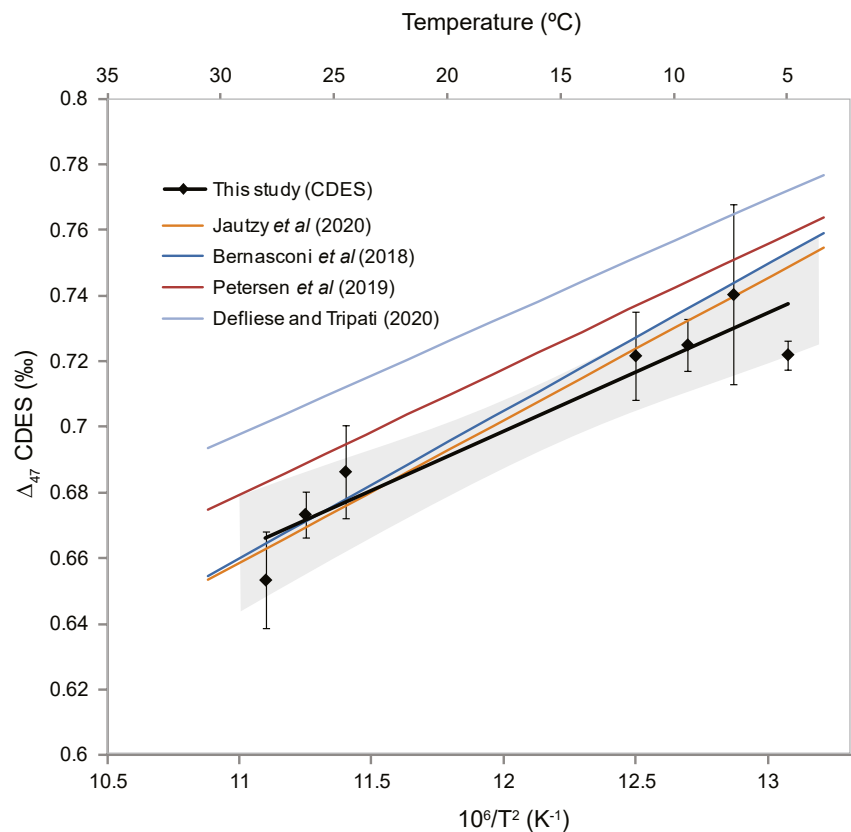 Temperature (ºC)
35 30 25 20 15 10 5
0.8
0.78
0.76
0.74
0.72
0.7
0.68
0.66
0.64
0.62
0.6
Δ47 CDES (‰)
This study (CDES)
Jautzy et al (2020)
Bernasconi et al (2018)
Petersen et al (2019)
Defliese and Tripati (2020)
10.5 11 11.5 12 12.5 13
10⁶/T² (K⁻¹)